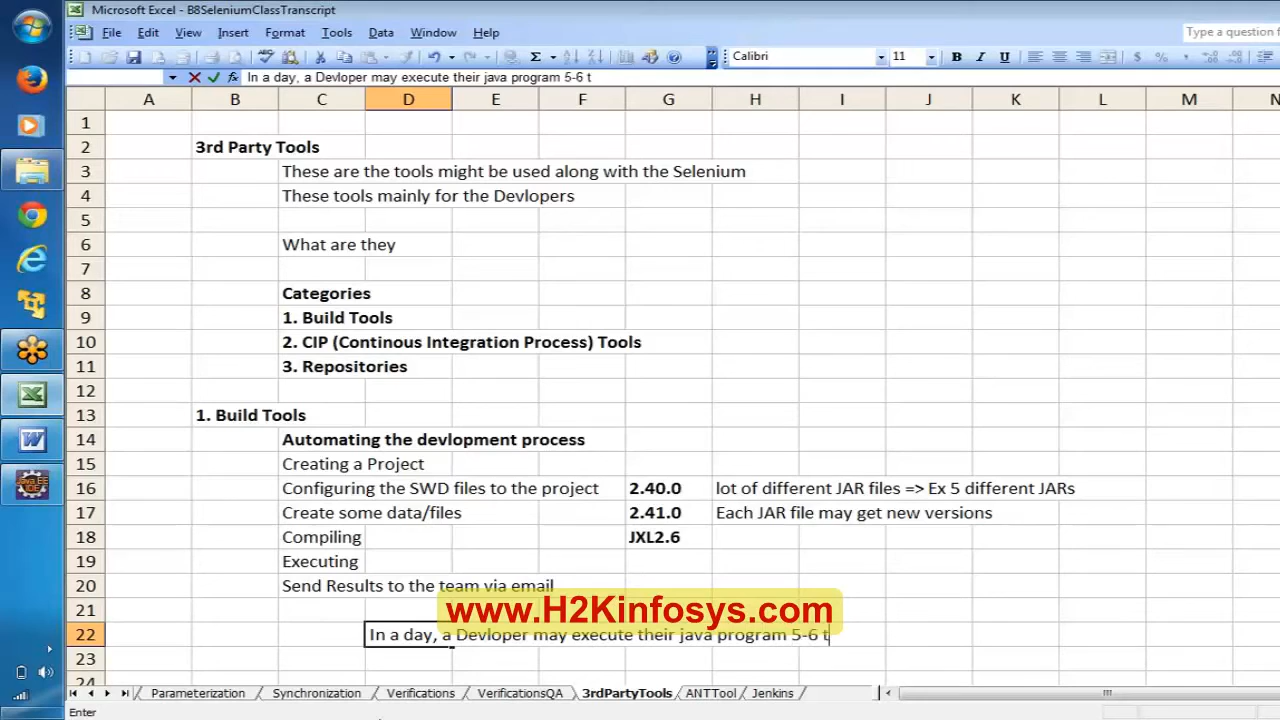 Microsoft Excel - B8SeleniumClassTranscript
File Edit View Insert Format Tools Data Window Help
Type a question f
Calibri 11 B I U $ %
In a day, a Devloper may execute their java program 5-6 t
A B C D E F G H I J K L M N
1
2 3rd Party Tools
3 These are the tools might be used along with the Selenium
4 These tools mainly for the Devlopers
5
6 What are they
7
8 Categories
9 1. Build Tools
10 2. CIP (Continous Integration Process) Tools
11 3. Repositories
12
13 1. Build Tools
14 Automating the devlopment process
15 Creating a Project
16 Configuring the SWD files to the project 2.40.0 lot of different JAR files => Ex 5 different JARs
17 Create some data/files 2.41.0 Each JAR file may get new versions
18 Compiling JXL2.6
19 Executing
20 Send Results to the team via email
21
www.H2Kinfosys.com
22 In a day, a Devloper may execute their java program 5-6 t
23
24
Parameterization Synchronization Verifications VerificationsQA 3rdPartyTools ANTTool Jenkins
Enter